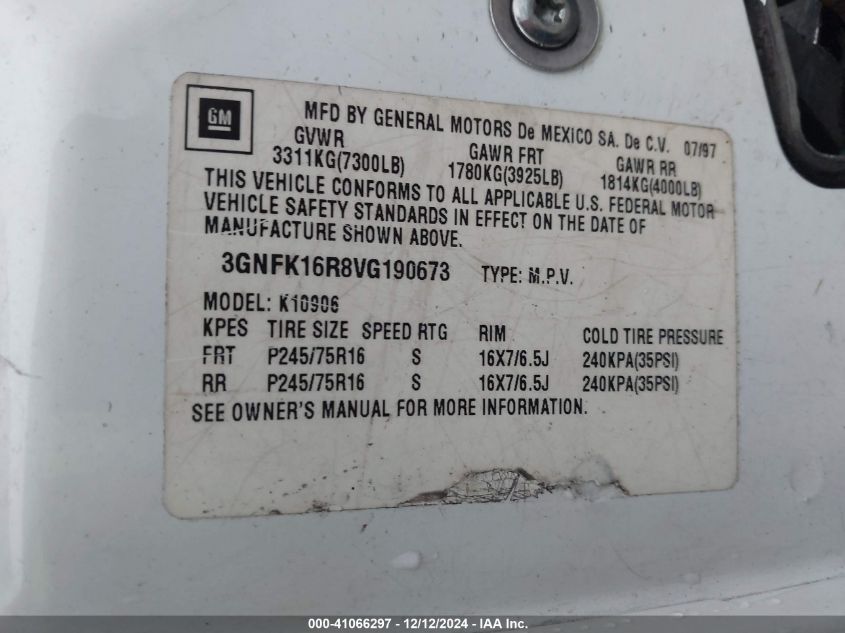 GM
MFD BY GENERAL MOTORS De MEXICO SA. De C.V. 07/97
GVWR GAWR FRT GAWR RR
3311KG(7300LB) 1780KG(3925LB) 1814KG(4000LB)
THIS VEHICLE CONFORMS TO ALL APPLICABLE U.S. FEDERAL MOTOR
VEHICLE SAFETY STANDARDS IN EFFECT ON THE DATE OF
MANUFACTURE SHOWN ABOVE.
3GNFK16R8VG190673 TYPE: M.P.V.
MODEL: K10906
KPES TIRE SIZE SPEED RTG RIM COLD TIRE PRESSURE
FRT P245/75R16 S 16X7/6.5J 240KPA(35PSI)
RR P245/75R16 S 16X7/6.5J 240KPA(35PSI)
SEE OWNER'S MANUAL FOR MORE INFORMATION.
000-41066297 - 12/12/2024 - IAA Inc.